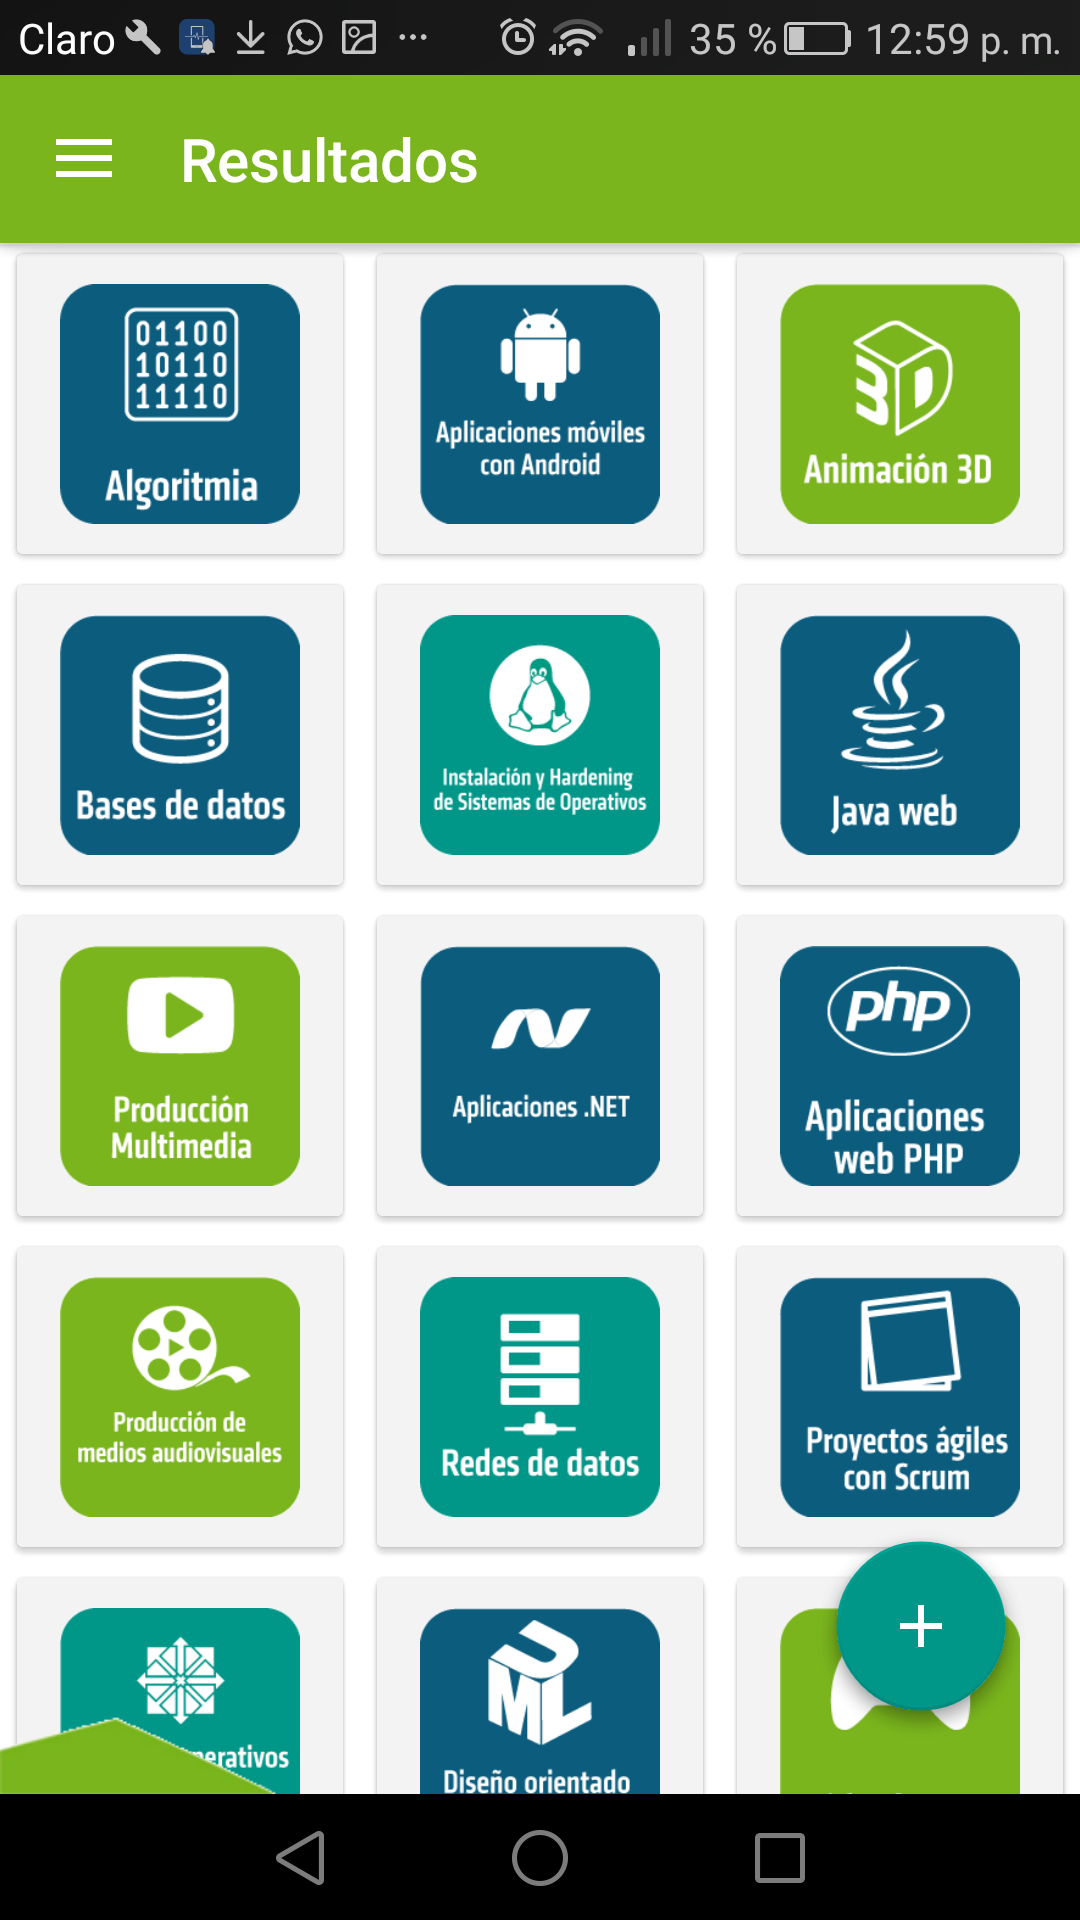 Claro 35 % 12:59 p. m.
Resultados
01100
10110
11110
Algoritmia
Aplicaciones móviles
con Android
3D
Animación 3D
Bases de datos
Instalación y Hardening
de Sistemas de Operativos
Java web
Producción
Multimedia
Aplicaciones .NET
php
Aplicaciones
web PHP
Producción de
medios audiovisuales
Redes de datos
Proyectos ágiles
con Scrum
UML
Diseño orientado